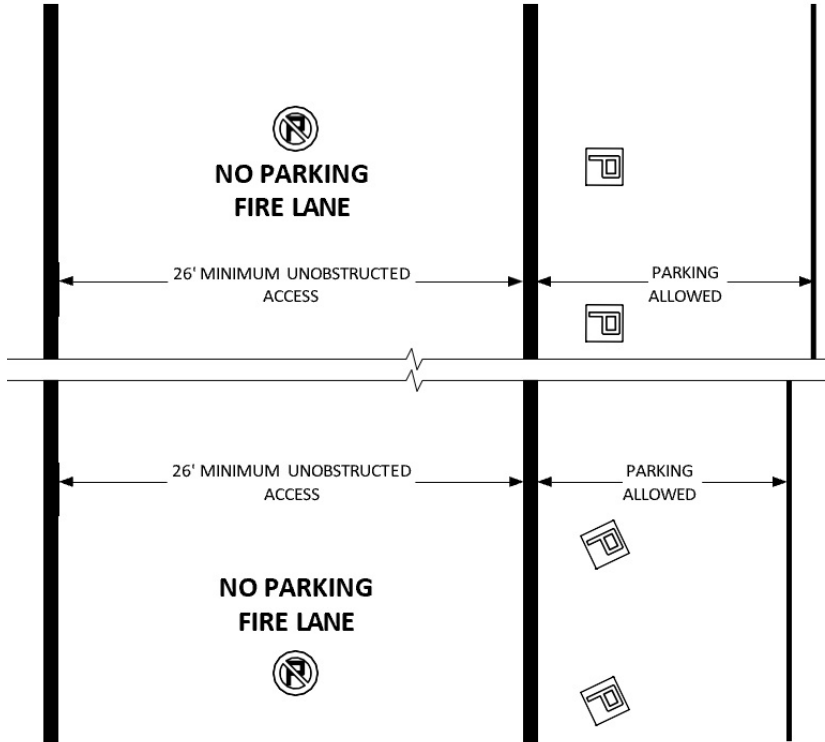 P
NO PARKING
FIRE LANE
P
26' MINIMUM UNOBSTRUCTED
ACCESS
PARKING
ALLOWED
P
26' MINIMUM UNOBSTRUCTED
ACCESS
PARKING
ALLOWED
P
NO PARKING
FIRE LANE
P
P